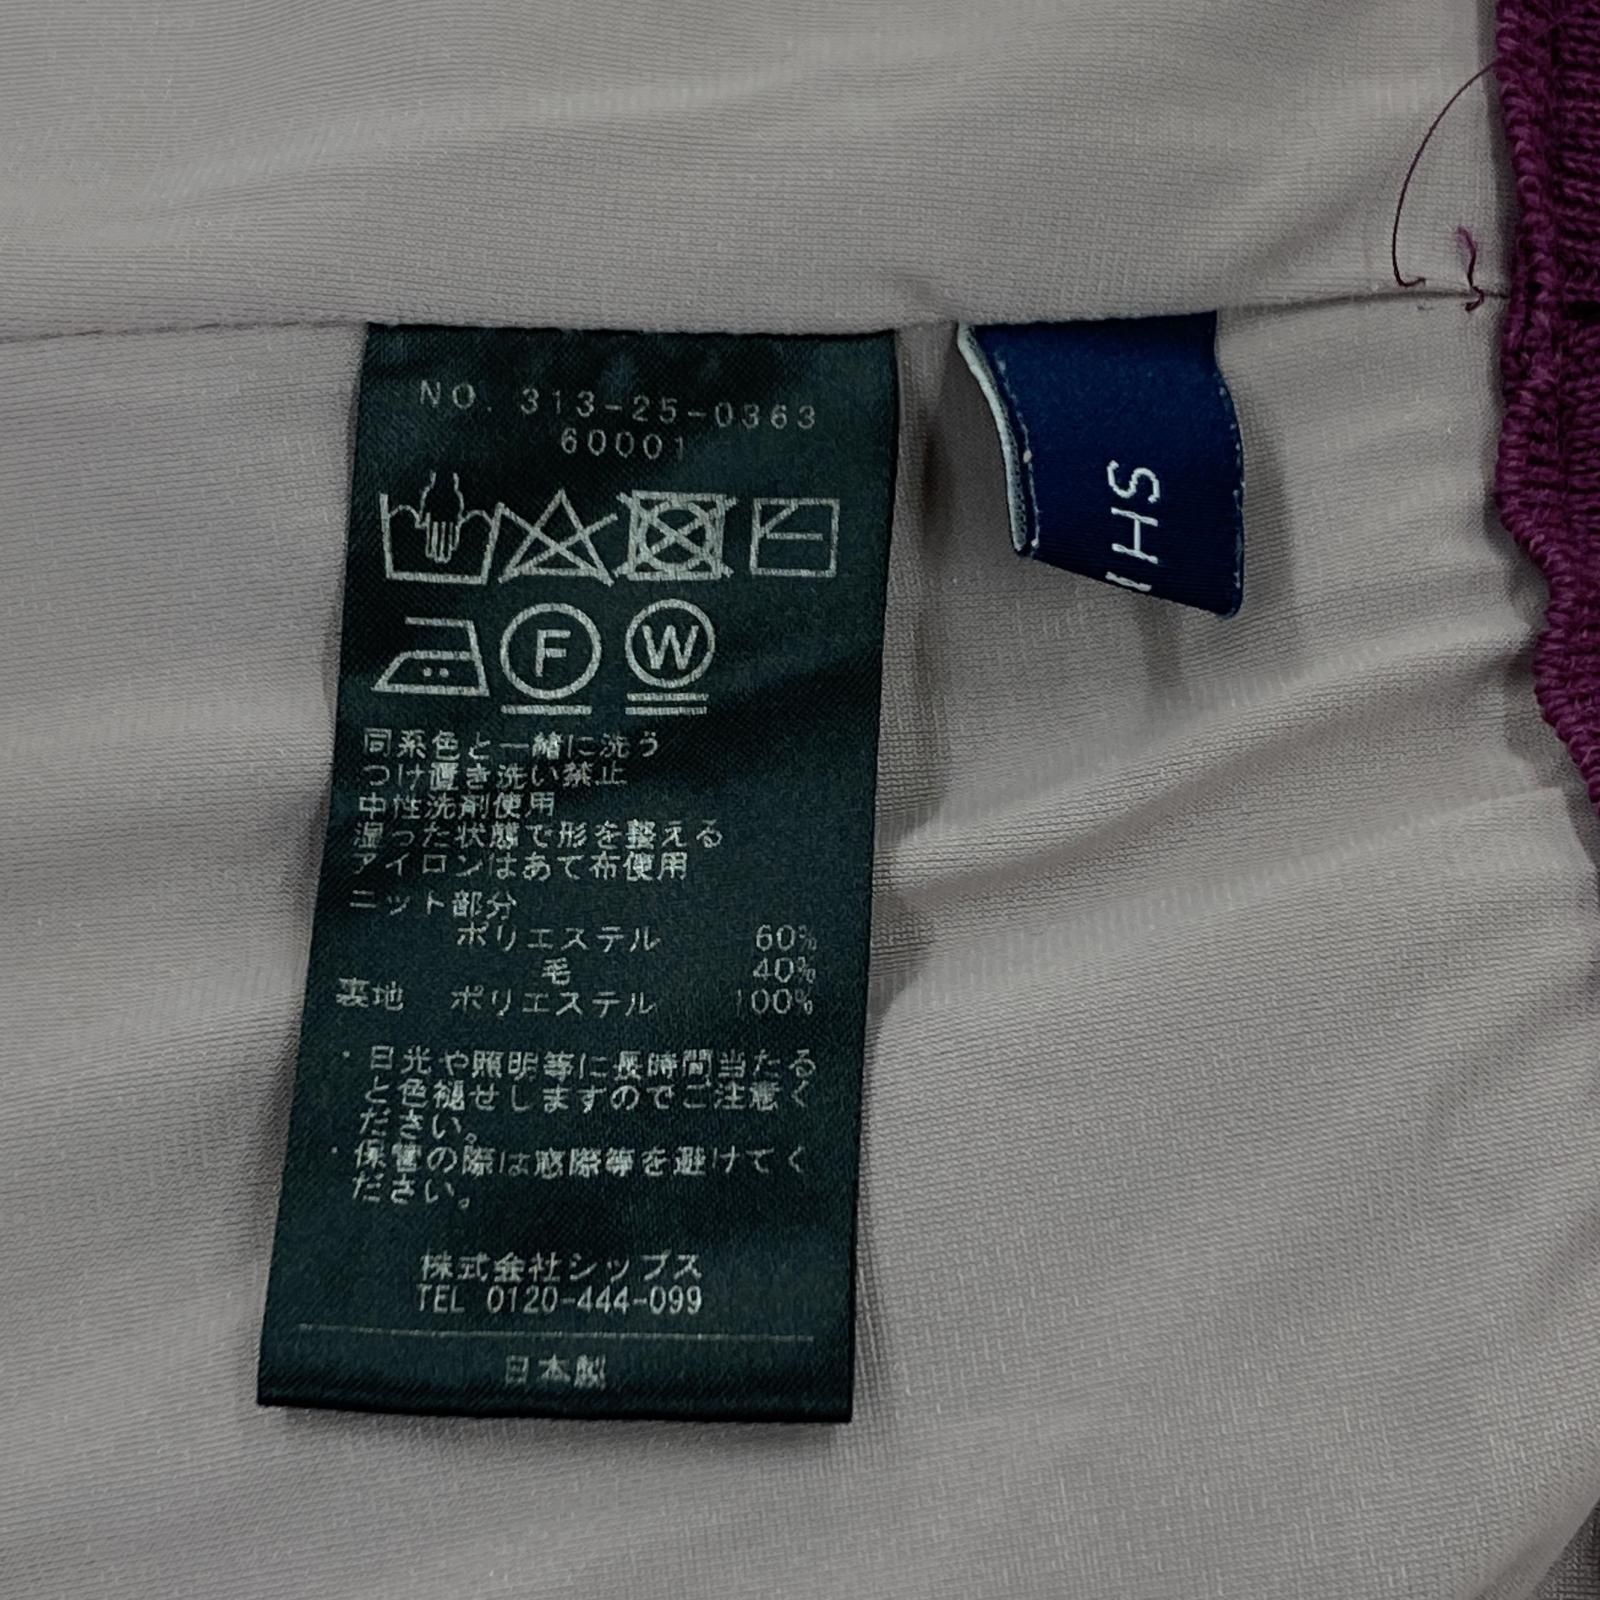 NO. 313-25-0363
60001
F
W
同系色と一緒に洗う
つけ置き洗い禁止
中性洗剤使用
湿った状態で形を整える
アイロンはあて布使用
ニット部分
ポリエステル 60%
毛 40%
裏地 ポリエステル 100%
・日光や照明等に長時間当たる
と色褪せしますのでご注意く
ださい。
・保管の際は窓際等を避けてく
ださい。
株式会社シップス
TEL 0120-444-099
日本製
SHI